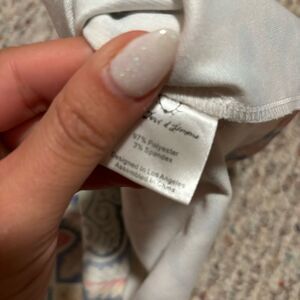 97% Polyester
3% Spandex
Designed in Los Angeles
Assembled in China